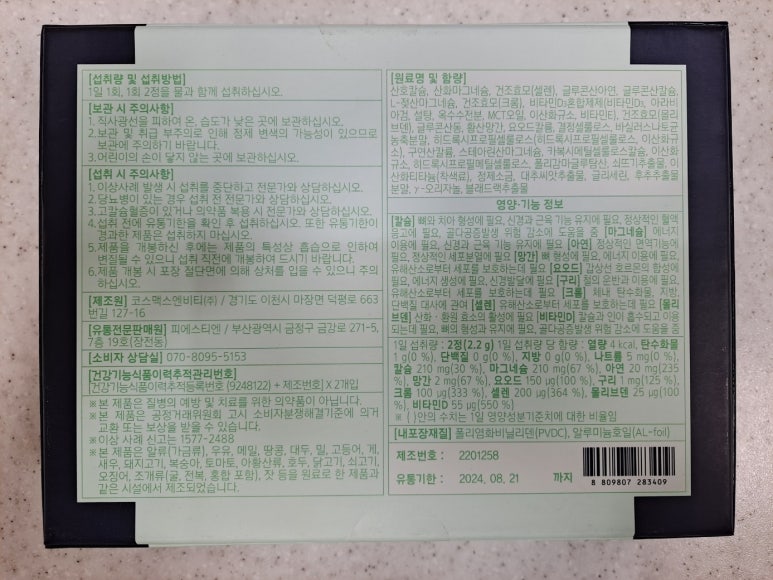 [섭취량 및 섭취방법]
1일 1회, 1회 2정을 물과 함께 섭취하십시오.
[보관 시 주의사항]
1. 직사광선을 피하여 온, 습도가 낮은 곳에 보관하십시오.
2. 보관 및 취급 부주의로 인해 정제 변색의 가능성이 있으므로
보관에 주의하기 바랍니다.
3. 어린이의 손이 닿지 않는 곳에 보관하십시오.
[섭취 시 주의사항]
1. 이상사례 발생 시 섭취를 중단하고 전문가와 상담하십시오.
2. 당뇨병이 있는 경우 섭취 전 전문가와 상담하십시오.
3. 고칼슘혈증이 있거나 의약품 복용 시 전문가와 상담하십시오.
4. 섭취 전에 유통기한을 확인 후 섭취하십시오. 또한 유통기한이
경과한 제품은 섭취하지 마십시오.
5. 제품을 개봉하신 후에는 제품의 특성상 흡습으로 인하여
변질될 수 있으니 섭취 직전에 개봉하여 드시기 바랍니다.
6. 제품 개봉 시 포장 절단면에 의해 상처를 입을 수 있으니 주의
하십시오.
[제조원] 코스맥스엔비티(주) / 경기도 이천시 마장면 덕평로 663
번길 127-16
[유통전문판매원] 피에스티엔 / 부산광역시 금정구 금강로 271-5,
7층 19호(장전동)
[소비자 상담실] 070-8095-5153
[건강기능식품이력추적관리번호]
[건강기능식품이력추적등록번호 (9248122) + 제조번호] X 2개입
※ 본 제품은 질병의 예방 및 치료를 위한 의약품이 아닙니다.
※ 본 제품은 공정거래위원회 고시 소비자분쟁해결기준에 의거
교환 또는 보상을 받을 수 있습니다.
※ 이상 사례 신고는 1577-2488
※ 본 제품은 알류(가금류), 우유, 메밀, 땅콩, 대두, 밀, 고등어, 게,
새우, 돼지고기, 복숭아, 토마토, 아황산류, 호두, 닭고기, 쇠고기,
오징어, 조개류(굴, 전복, 홍합 포함), 잣 등을 원료로 한 제품과
같은 시설에서 제조되었습니다.
[원료명 및 함량]
산호칼슘, 산화마그네슘, 건조효모(셀렌), 글루콘산아연, 글루콘산칼슘,
L-젖산마그네슘, 건조효모(크롬), 비타민D₃혼합제제(비타민D₃, 아라비
아검, 설탕, 옥수수전분, MCT오일, 이산화규소, 비타민E), 건조효모(몰리
브덴), 글루콘산동, 황산망간, 요오드칼륨, 결정셀룰로스, 바실러스나토균
농축분말, 히드록시프로필셀룰로스(히드록시프로필셀룰로스, 이산화규
소), 구연산칼륨, 스테아린산마그네슘, 카복시메틸셀룰로스칼슘, 이산화
규소, 히드록시프로필메틸셀룰로스, 폴리감마글루탐산, 쇠뜨기추출물, 이
산화티타늄(착색료), 정제소금, 대추씨앗추출물, 글리세린, 후추추출물
분말, γ-오리자놀, 블래드랙추출물
영양·기능 정보
[칼슘] 뼈와 치아 형성에 필요, 신경과 근육 기능 유지에 필요, 정상적인 혈액
응고에 필요, 골다공증발생 위험 감소에 도움을 줌 [마그네슘] 에너지
이용에 필요, 신경과 근육 기능 유지에 필요 [아연] 정상적인 면역기능에
필요, 정상적인 세포분열에 필요 [망간] 뼈 형성에 필요, 에너지 이용에 필요,
유해산소로부터 세포를 보호하는데 필요 [요오드] 갑상선 호르몬의 합성에
필요, 에너지 생성에 필요, 신경발달에 필요 [구리] 철의 운반과 이용에 필요,
유해산소로부터 세포를 보호하는데 필요 [크롬] 체내 탄수화물, 지방,
단백질 대사에 관여 [셀렌] 유해산소로부터 세포를 보호하는데 필요 [몰리
브덴] 산화·환원 효소의 활성에 필요 [비타민D] 칼슘과 인이 흡수되고 이용
되는데 필요, 뼈의 형성과 유지에 필요, 골다공증발생 위험 감소에 도움을 줌
1일 섭취량 : 2정(2.2 g) 1일 섭취량 당 함량 : 열량 4 kcal, 탄수화물
1 g(0 %), 단백질 0 g(0 %), 지방 0 g(0 %), 나트륨 5 mg(0 %),
칼슘 210 mg(30 %), 마그네슘 210 mg(67 %), 아연 20 mg(235
%), 망간 2 mg(67 %), 요오드 150 μg(100 %), 구리 1 mg(125 %),
크롬 100 μg(333 %), 셀렌 200 μg(364 %), 몰리브덴 25 μg(100
%), 비타민D 55 μg(550 %)
※ ( )안의 수치는 1일 영양성분기준치에 대한 비율임
[내포장재질] 폴리염화비닐리덴(PVDC), 알루미늄호일(AL-foil)
제조번호 : 2201258
유통기한 : 2024. 08. 21 까지
8 809807 283409